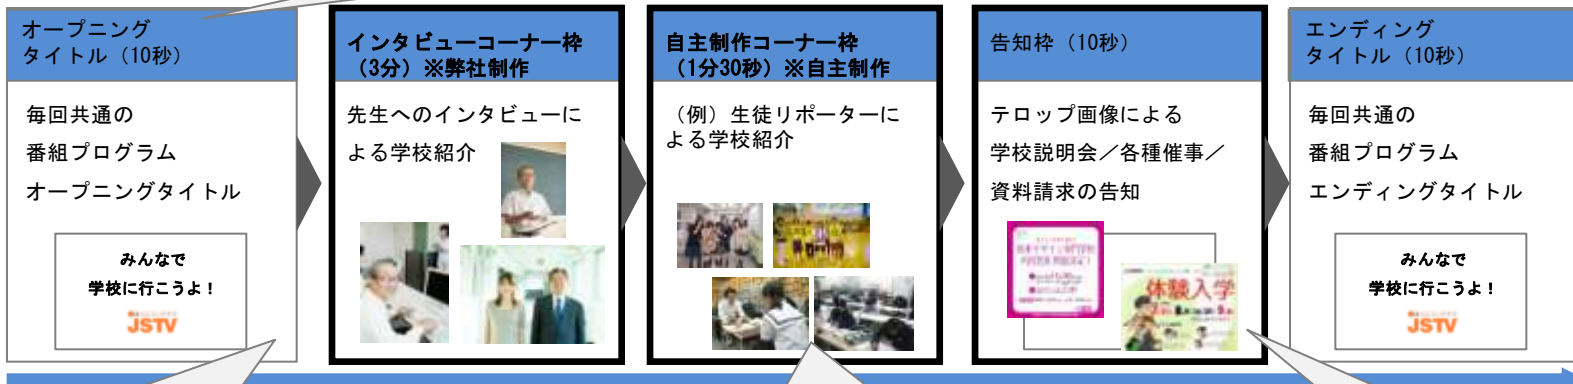 オープニング
タイトル（10秒）
毎回共通の
番組プログラム
オープニングタイトル
みんなで
学校に行こうよ！
JSTV
インタビューコーナー枠
（3分）※弊社制作
先生へのインタビューに
よる学校紹介
自主制作コーナー枠
（1分30秒）※自主制作
（例）生徒リポーターに
よる学校紹介
告知枠（10秒）
テロップ画像による
学校説明会／各種催事／
資料請求の告知
体験入学
エンディング
タイトル（10秒）
毎回共通の
番組プログラム
エンディングタイトル
みんなで
学校に行こうよ！
JSTV